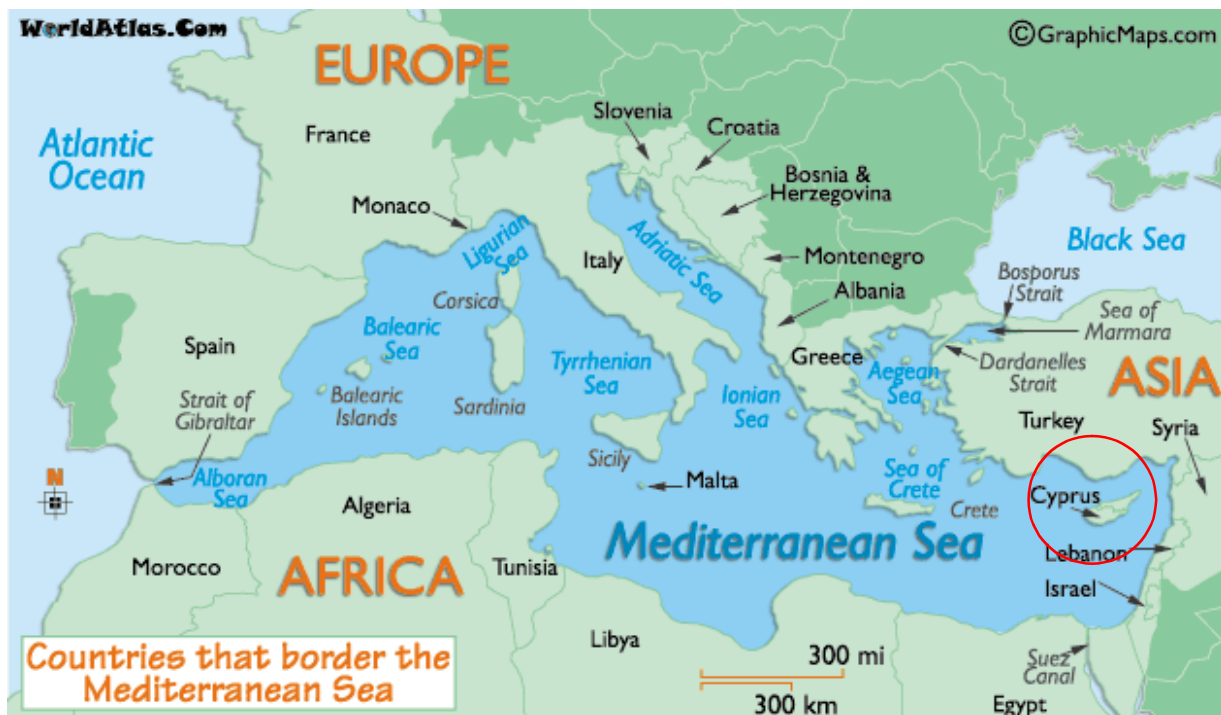 WorldAtlas.Com
©GraphicMaps.com
EUROPE
Atlantic
Ocean
France
Slovenia
Croatia
Bosnia &
Herzegovina
Monaco
Ligurian
Sea
Adriatic Sea
Italy
Montenegro
Albania
Black Sea
Bosporus
Strait
Sea of
Marmara
Dardanelles
Strait
ASIA
Corsica
Balearic
Sea
Spain
Tyrrhenian
Sea
Ionian
Sea
Greece
Aegean
Sea
Turkey
Syria
Strait of
Gibraltar
Balearic
Islands
Sardinia
Sicily
Malta
Sea of
Crete
Crete
Cyprus
N
Alboran
Sea
Algeria
Mediterranean Sea
Lebanon
Morocco
AFRICA
Tunisia
Israel
Libya
Suez
Canal
Egypt
Countries that border the
Mediterranean Sea
300 mi
300 km